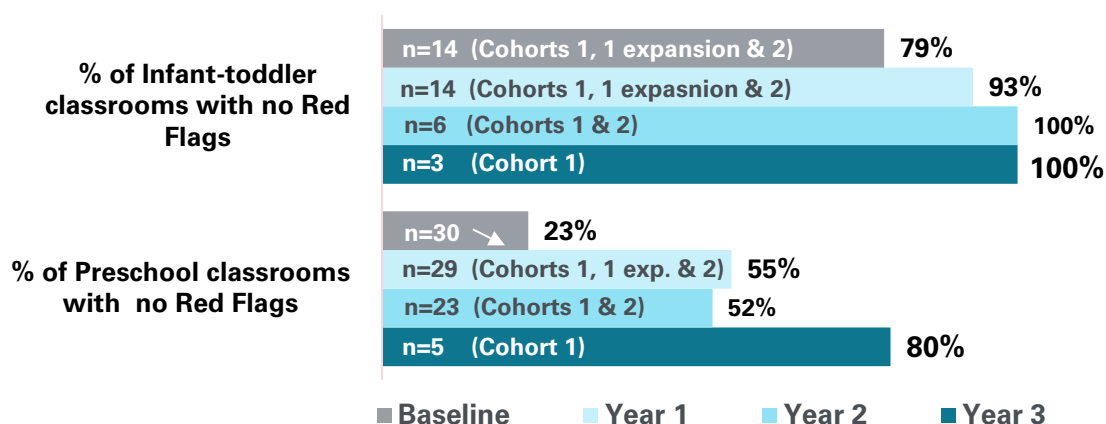 n=14 (Cohorts 1, 1 expansion & 2) 79%
% of Infant-toddler
classrooms with no Red
Flags
n=14 (Cohorts 1, 1 expasnion & 2) 93%
n=6 (Cohorts 1 & 2) 100%
n=3 (Cohort 1) 100%
n=30 23%
% of Preschool classrooms
with no Red Flags
n=29 (Cohorts 1, 1 exp. & 2) 55%
n=23 (Cohorts 1 & 2) 52%
n=5 (Cohort 1) 80%
Baseline Year 1 Year 2 Year 3